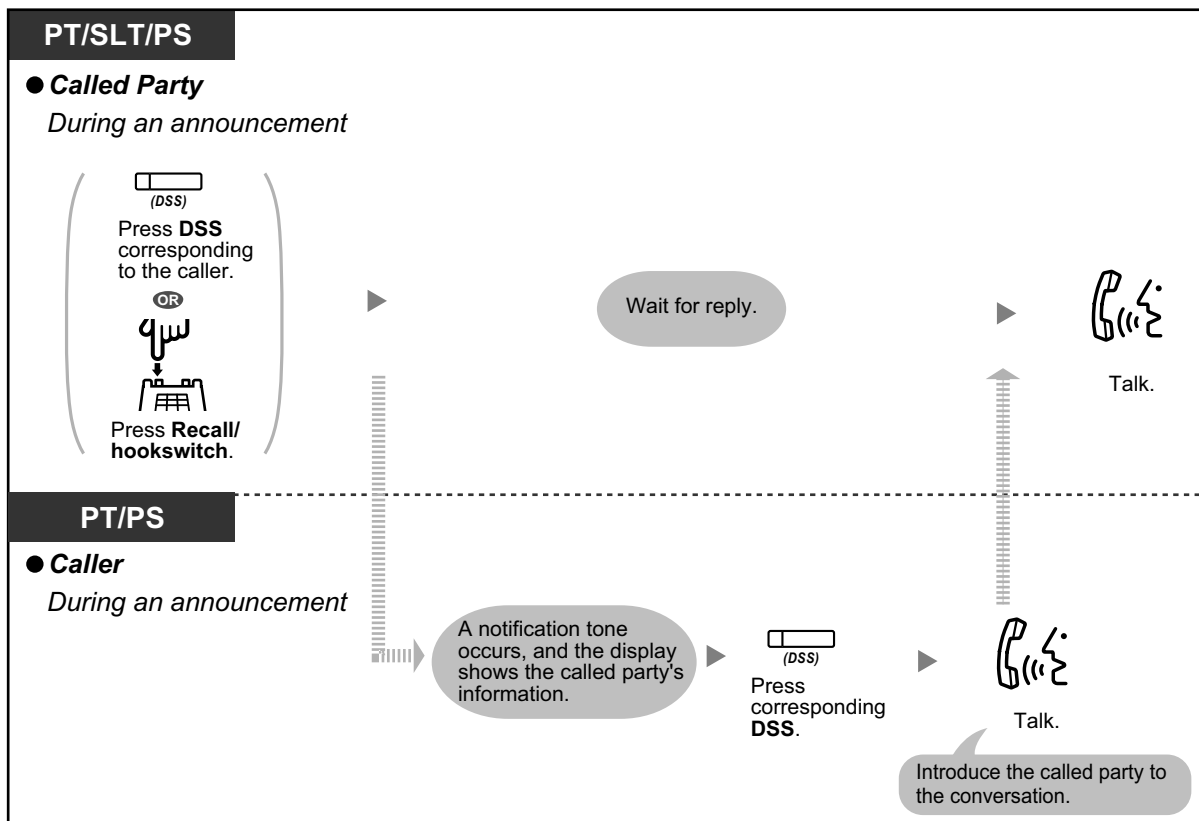 PT/SLT/PS
● Called Party
During an announcement
(DSS)
Press DSS
corresponding
to the caller.
OR
Press Recall/
hookswitch.
Wait for reply.
Talk.
PT/PS
● Caller
During an announcement
A notification tone
occurs, and the display
shows the called party's
information.
(DSS)
Press
corresponding
DSS.
Talk.
Introduce the called party to
the conversation.